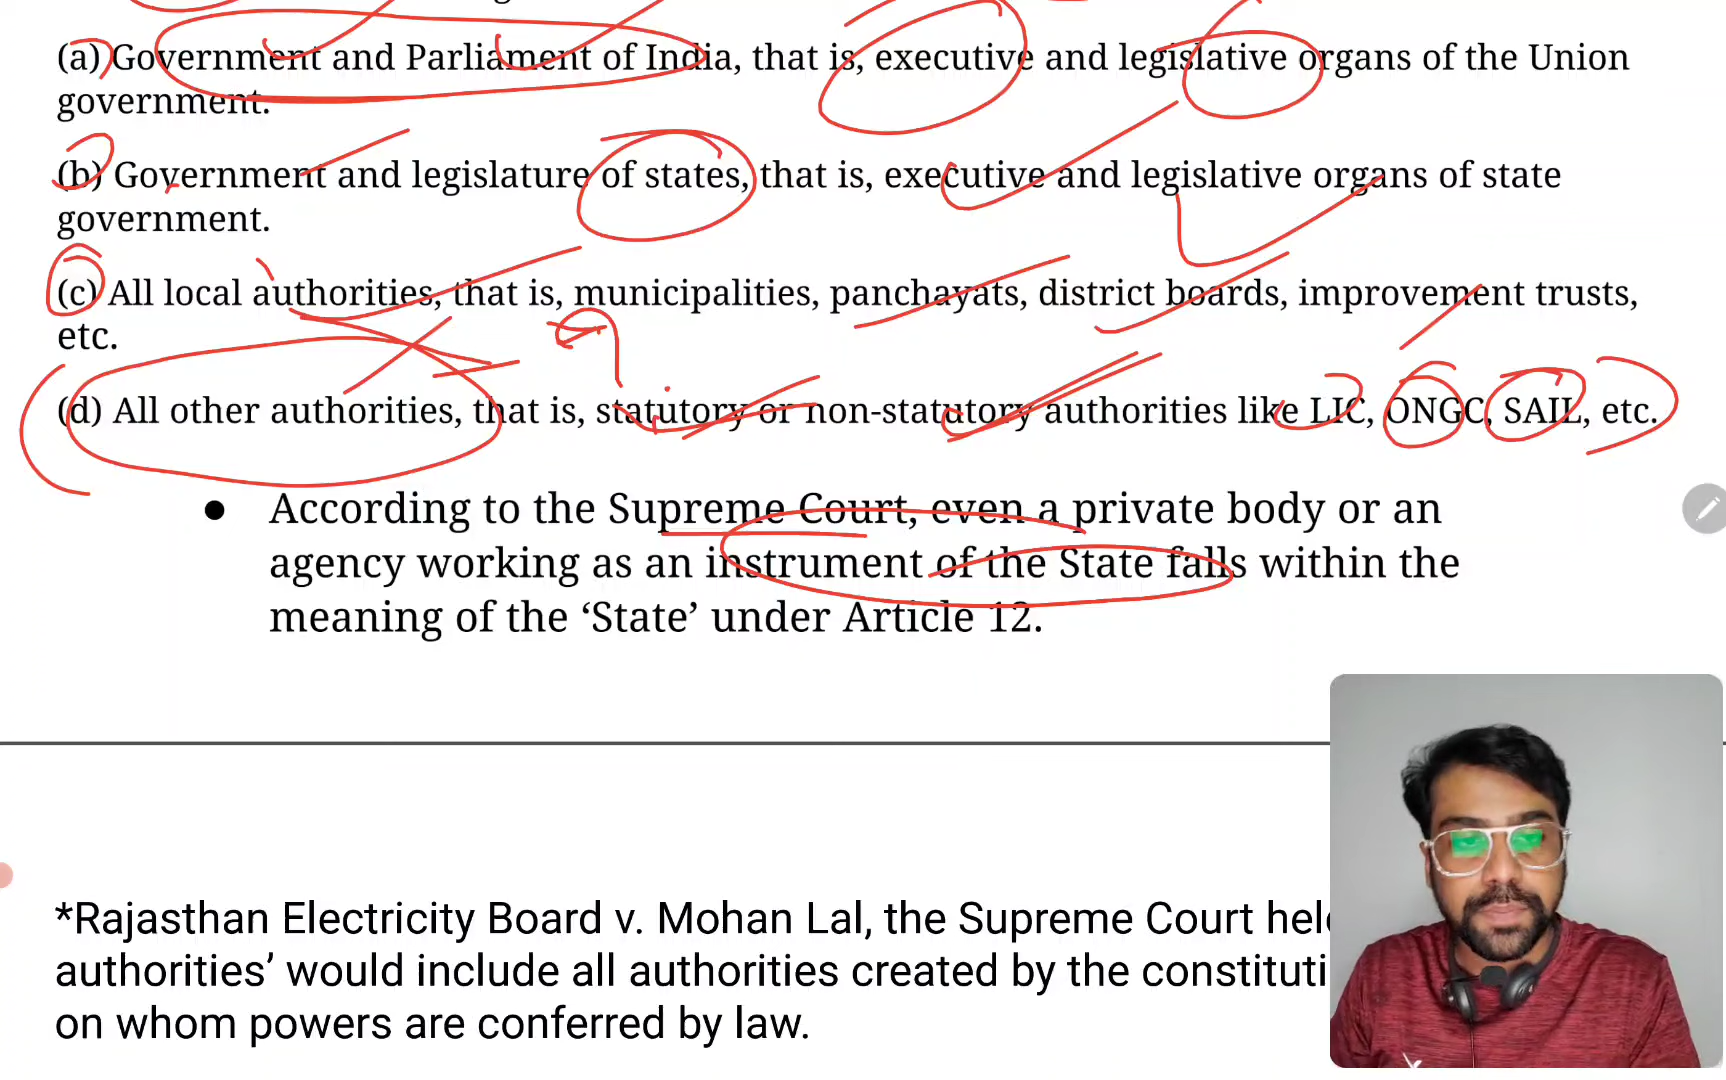 (a) Government and Parliament of India, that is, executive and legislative organs of the Union
government.
(b) Government and legislature of states, that is, executive and legislative organs of state
government.
(c) All local authorities, that is, municipalities, panchayats, district boards, improvement trusts,
etc.
(d) All other authorities, that is, statutory or non-statutory authorities like LIC, ONGC, SAIL, etc.
● According to the Supreme Court, even a private body or an
agency working as an instrument of the State falls within the
meaning of the ‘State’ under Article 12.
*Rajasthan Electricity Board v. Mohan Lal, the Supreme Court
authorities’ would include all authorities created by the
on whom powers are conferred by law.